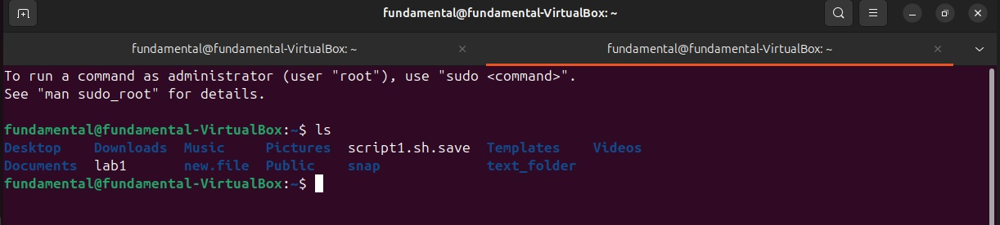 fundamental@fundamental-VirtualBox: ~
fundamental@fundamental-VirtualBox: ~ fundamental@fundamental-VirtualBox: ~
To run a command as administrator (user "root"), use "sudo <command>".
See "man sudo_root" for details.
fundamental@fundamental-VirtualBox:~$ ls
Desktop Downloads Music Pictures script1.sh.save Templates Videos
Documents lab1 new.file Public snap text_folder
fundamental@fundamental-VirtualBox:~$